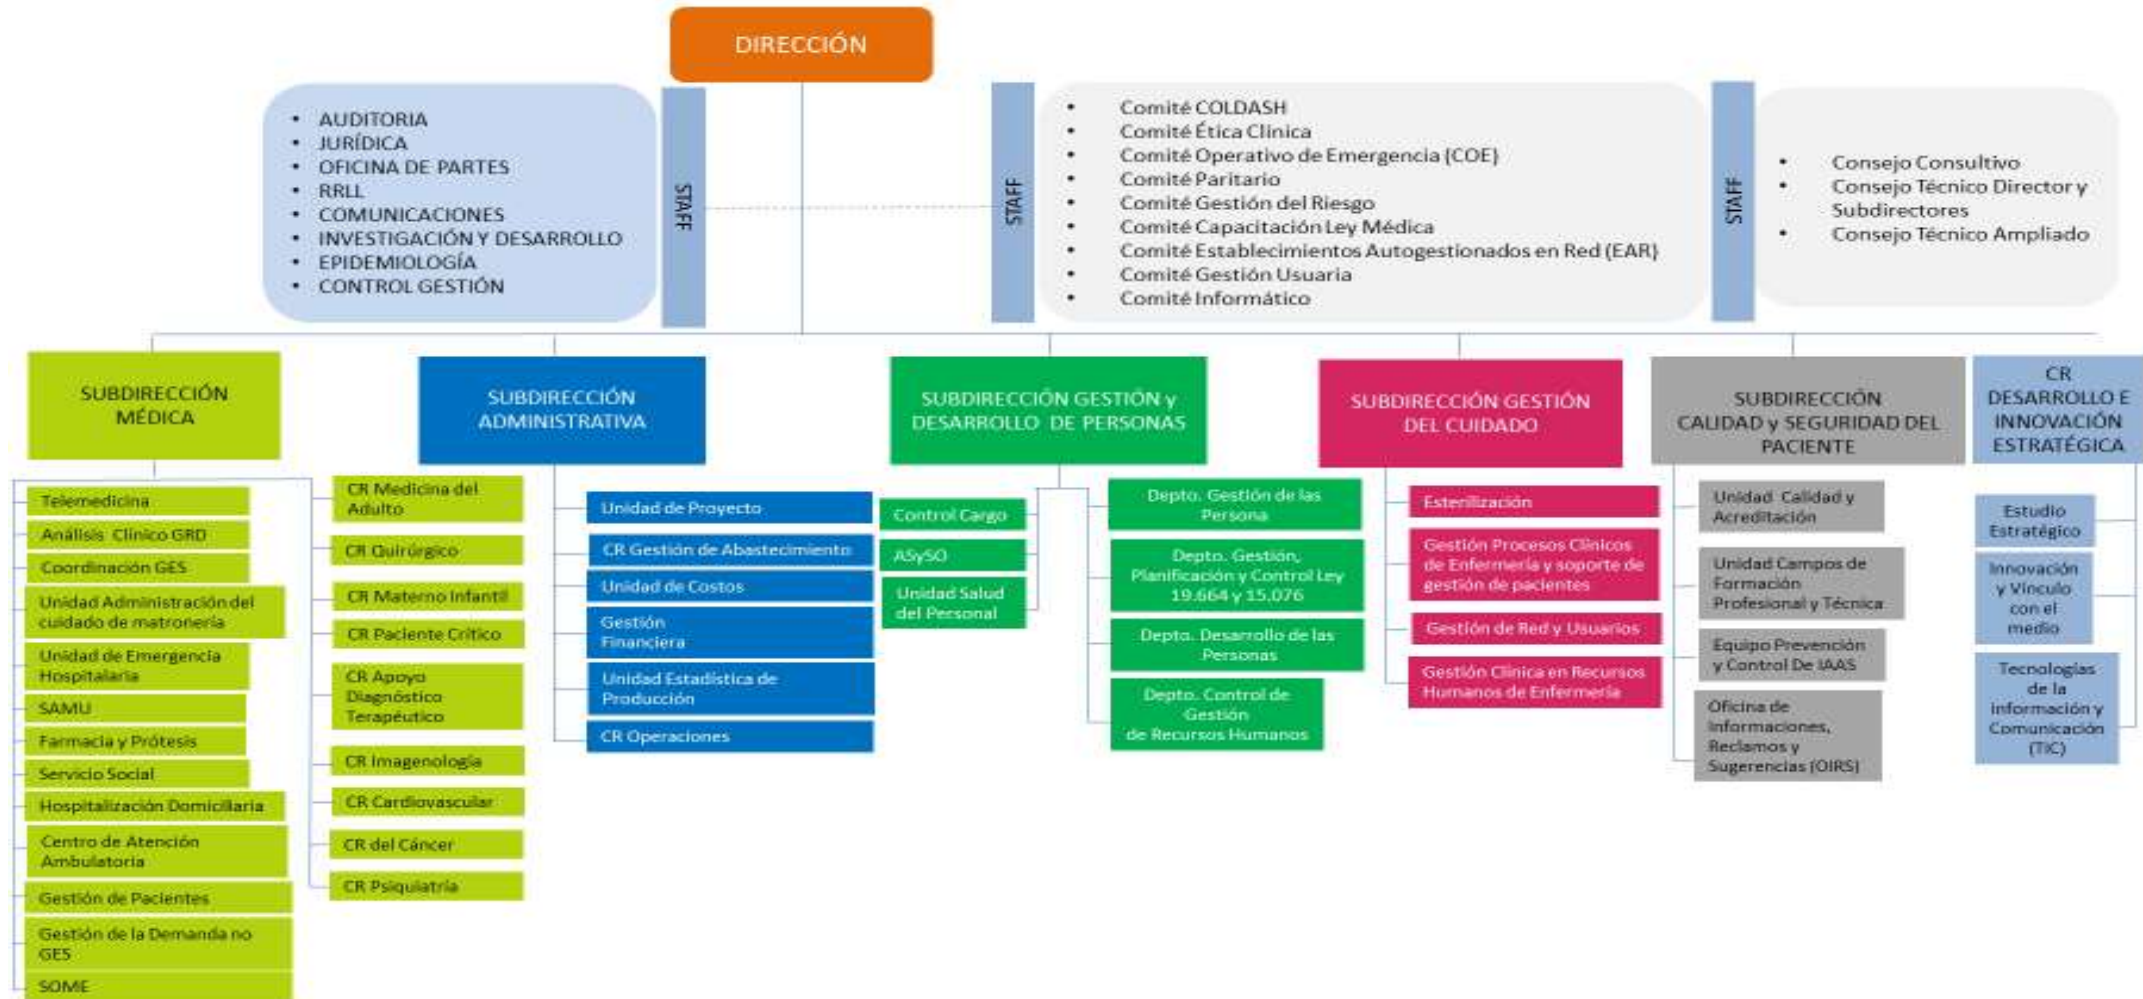 DIRECCIÓN
• AUDITORIA
• JURÍDICA
• OFICINA DE PARTES
• RRLL
• COMUNICACIONES
• INVESTIGACIÓN Y DESARROLLO
• EPIDEMIOLOGÍA
• CONTROL GESTIÓN
STAFF
STAFF
• Comité COLDASH
• Comité Ética Clínica
• Comité Operativo de Emergencia (COE)
• Comité Paritario
• Comité Gestión del Riesgo
• Comité Capacitación Ley Médica
• Comité Establecimientos Autogestionados en Red (EAR)
• Comité Gestión Usuaria
• Comité Informático
STAFF
• Consejo Consultivo
• Consejo Técnico Director y
Subdirectores
• Consejo Técnico Ampliado
SUBDIRECCIÓN
MÉDICA
Telemedicina
Análisis Clínico GRD
Coordinación GES
Unidad Administración del
cuidado de matronería
Unidad de Emergencia
Hospitalaria
SAMU
Farmacia y Prótesis
Servicio Social
Hospitalización Domiciliaria
Centro de Atención
Ambulatoria
Gestión de Pacientes
Gestión de la Demanda no
GES
SOME
CR Medicina del
Adulto
CR Quirúrgico
CR Materno Infantil
CR Paciente Crítico
CR Apoyo
Diagnóstico
Terapéutico
CR Imagenología
CR Cardiovascular
CR del Cáncer
CR Psiquiatría
SUBDIRECCIÓN
ADMINISTRATIVA
Unidad de Proyecto
CR Gestión de Abastecimiento
Unidad de Costos
Gestión
Financiera
Unidad Estadística de
Producción
CR Operaciones
SUBDIRECCIÓN GESTIÓN y
DESARROLLO DE PERSONAS
Control Cargo
ASySO
Unidad Salud
del Personal
Depto. Gestión de las
Persona
Depto. Gestión,
Planificación y Control Ley
19.664 y 15.076
Depto. Desarrollo de las
Personas
Depto. Control de
Gestión
de Recursos Humanos
SUBDIRECCIÓN GESTIÓN
DEL CUIDADO
Esterilización
Gestión Procesos Clínicos
de Enfermería y soporte de
gestión de pacientes
Gestión de Red y Usuarios
Gestión Clínica en Recursos
Humanos de Enfermería
SUBDIRECCIÓN
CALIDAD y SEGURIDAD DEL
PACIENTE
Unidad Calidad y
Acreditación
Unidad Campos de
Formación
Profesional y Técnica
Equipo Prevención
y Control De IAAS
Oficina de
Informaciones,
Reclamos y
Sugerencias (OIRS)
CR
DESARROLLO E
INNOVACIÓN
ESTRATÉGICA
Estudio
Estratégico
Innovación
y Vínculo
con el
medio
Tecnologías
de la
información y
Comunicación
(TIC)